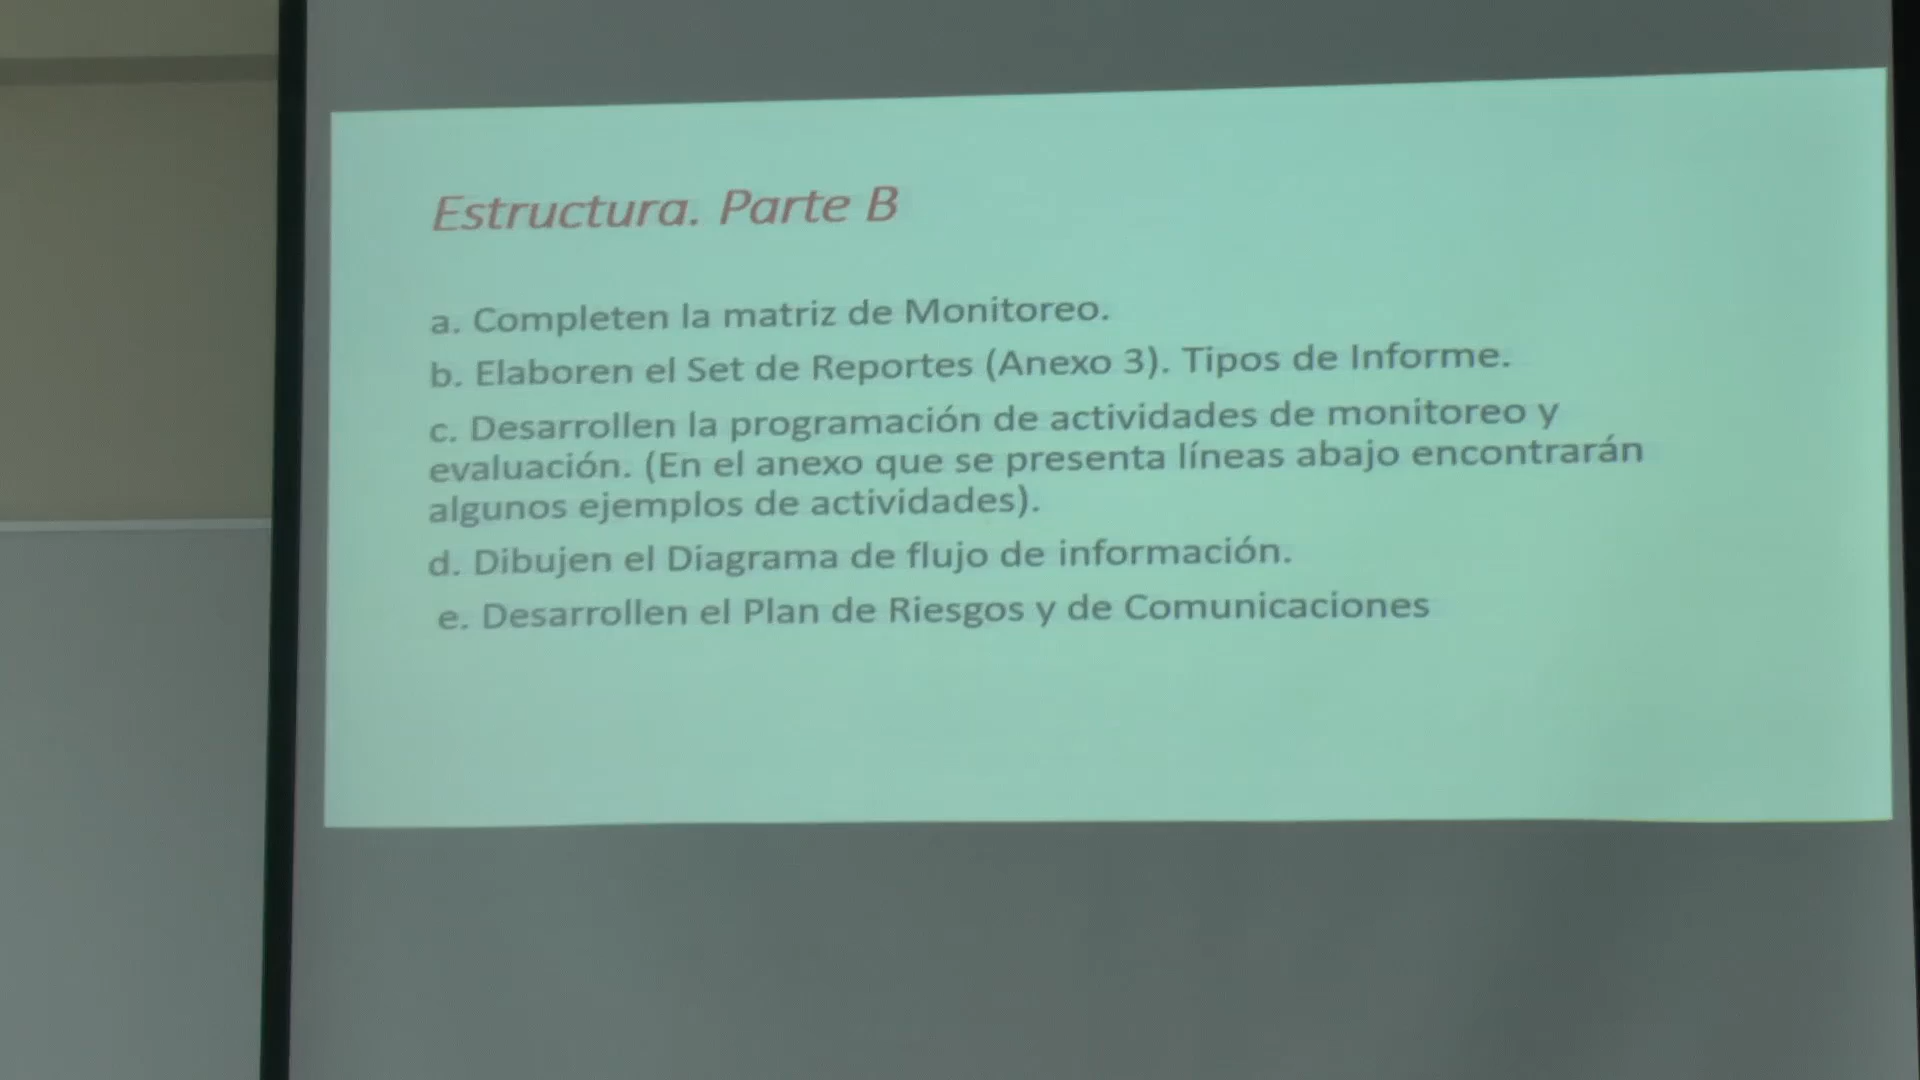 Estructura. Parte B
a. Completen la matriz de Monitoreo.
b. Elaboren el Set de Reportes (Anexo 3). Tipos de Informe.
c. Desarrollen la programación de actividades de monitoreo y
evaluación. (En el anexo que se presenta líneas abajo encontrarán
algunos ejemplos de actividades).
d. Dibujen el Diagrama de flujo de información.
e. Desarrollen el Plan de Riesgos y de Comunicaciones